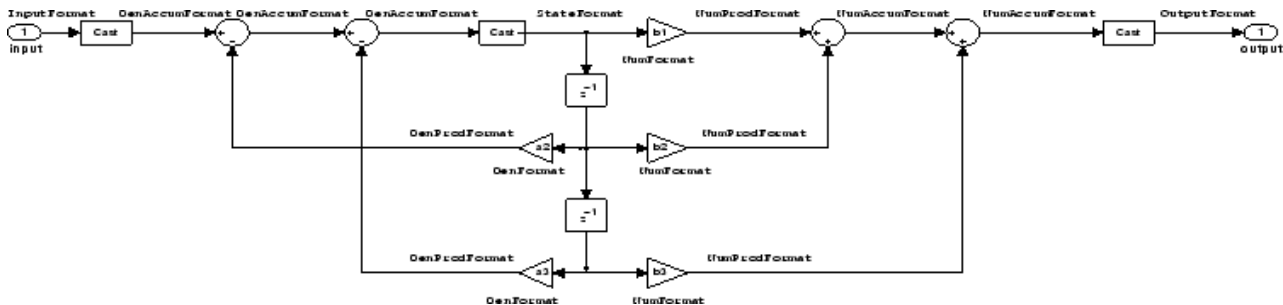 InputFormat DenAccumFormat DenAccumFormat DenAccumFormat StateFormat NumProdFormat NumAccumFormat NumAccumFormat OutputFormat
1 Cast Cast b1 Cast 1
input output
NumFormat
z⁻¹
DenProdFormat NumProdFormat
a2 b2
DenFormat NumFormat
z⁻¹
DenProdFormat NumProdFormat
a3 b3
DenFormat NumFormat